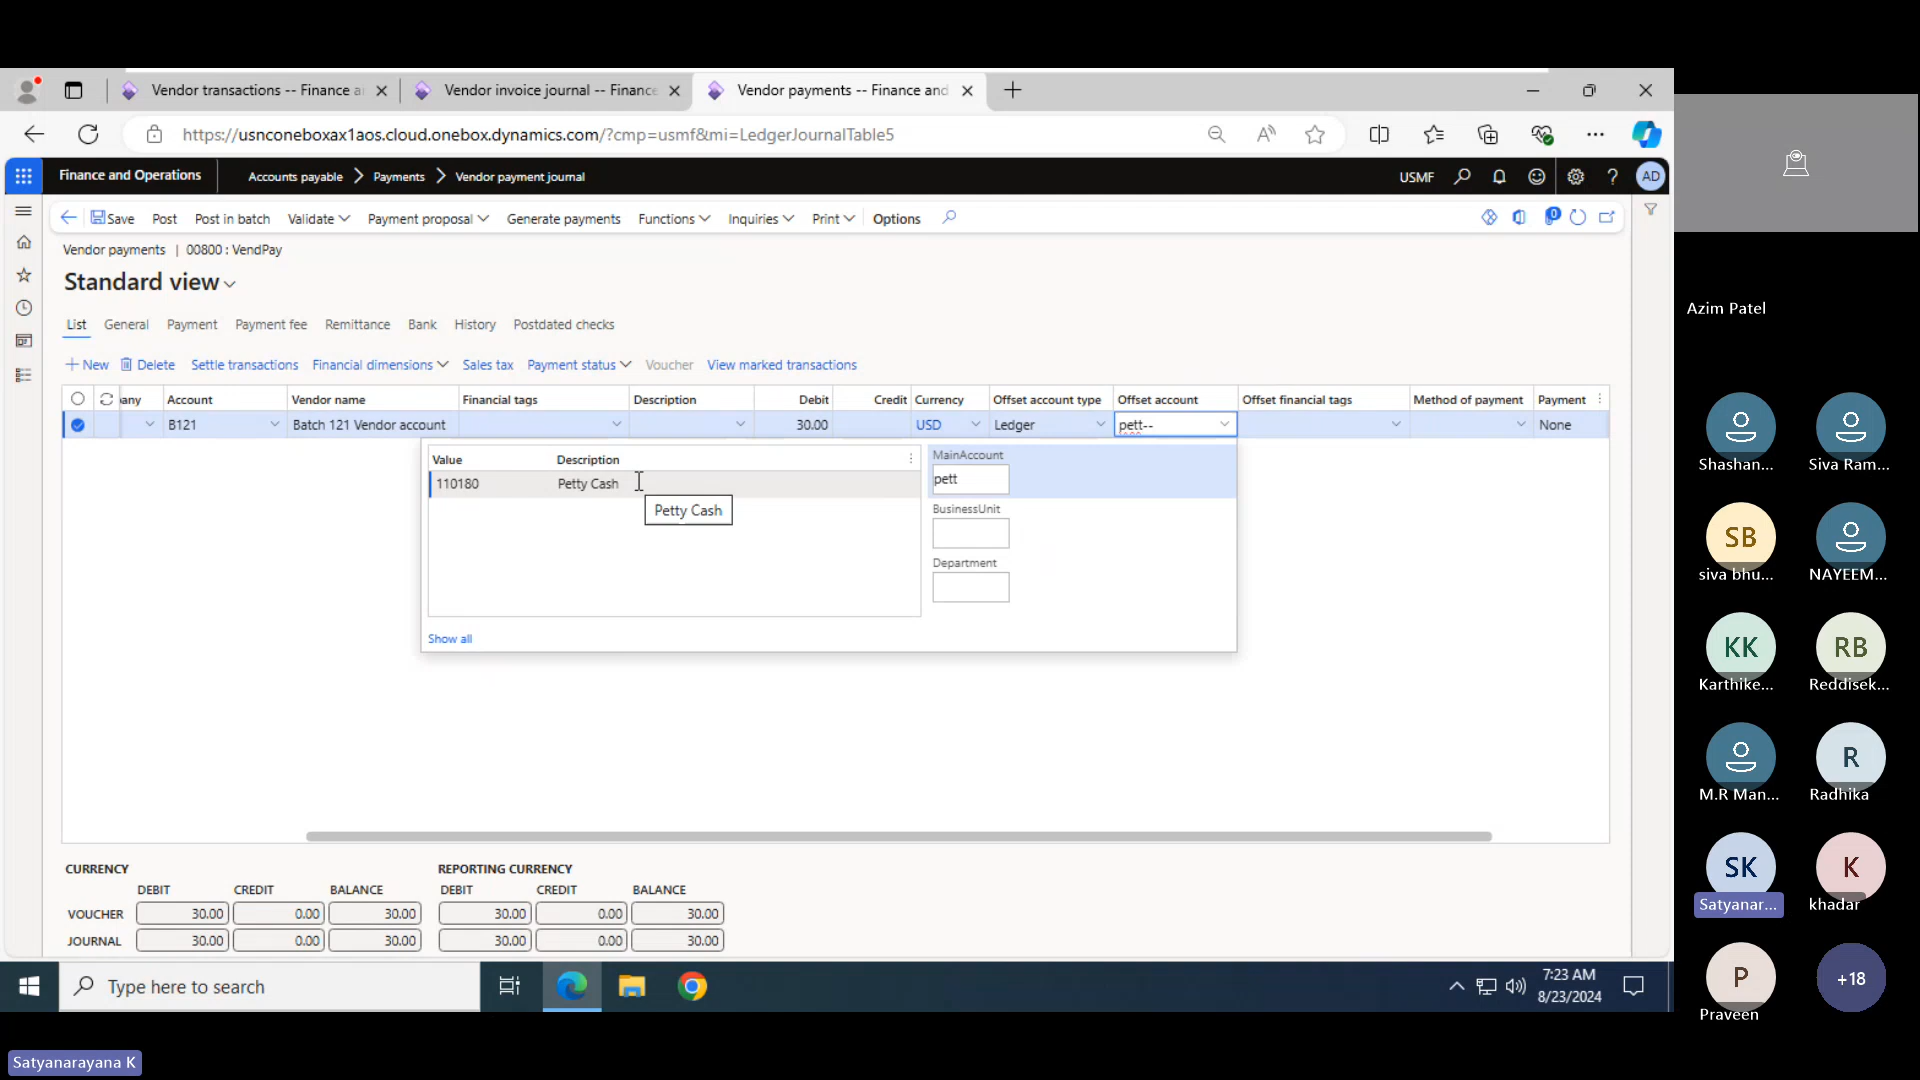 Vendor transactions -- Finance a
Vendor invoice journal -- Finance
Vendor payments -- Finance and
https://usnconeboxax1aos.cloud.onebox.dynamics.com/?cmp=usmf&mi=LedgerJournalTable5
Finance and Operations
Accounts payable
Payments
Vendor payment journal
USMF
AD
Save
Post
Post in batch
Validate
Payment proposal
Generate payments
Functions
Inquiries
Print
Options
0
Vendor payments | 00800 : VendPay
Standard view
List
General
Payment
Payment fee
Remittance
Bank
History
Postdated checks
New
Delete
Settle transactions
Financial dimensions
Sales tax
Payment status
Voucher
View marked transactions
any Account Vendor name Financial tags Description Debit Credit Currency Offset account type Offset account Offset financial tags Method of payment Payment
B121 Batch 121 Vendor account 30.00 USD Ledger pett-- None
Value Description
110180 Petty Cash
Petty Cash
Show all
MainAccount
pett
BusinessUnit
Department
CURRENCY REPORTING CURRENCY
DEBIT CREDIT BALANCE DEBIT CREDIT BALANCE
VOUCHER 30.00 0.00 30.00 30.00 0.00 30.00
JOURNAL 30.00 0.00 30.00 30.00 0.00 30.00
Type here to search
7:23 AM
8/23/2024
Satyanarayana K
Azim Patel
Shashan...
Siva Ram...
SB
siva bhu...
NAYEEM...
KK
Karthike...
RB
Reddisek...
M.R Man...
R
Radhika
SK
Satyanar...
K
khadar
P
Praveen
+18